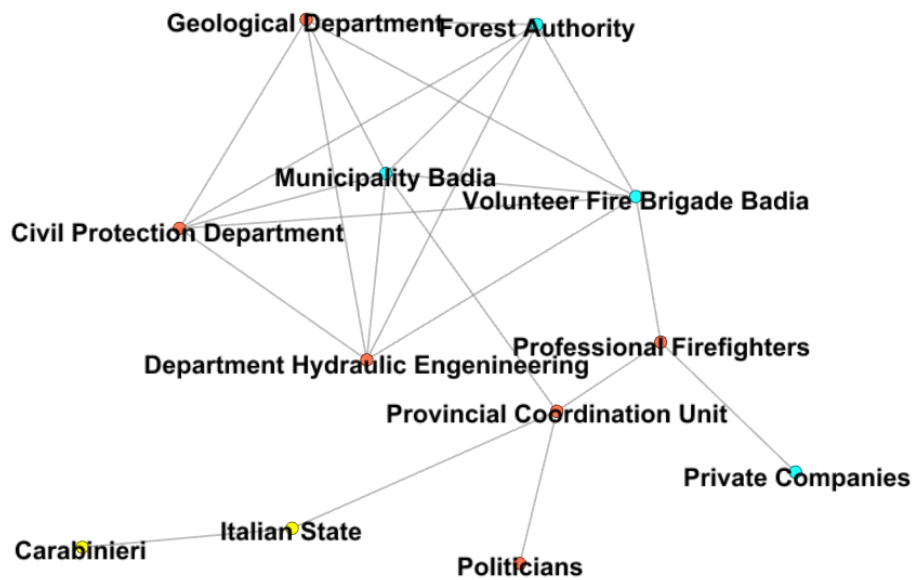 Geological Department
Forest Authority
Municipality Badia
Volunteer Fire Brigade Badia
Civil Protection Department
Professional Firefighters
Department Hydraulic Engenineering
Provincial Coordination Unit
Private Companies
Italian State
Carabinieri
Politicians